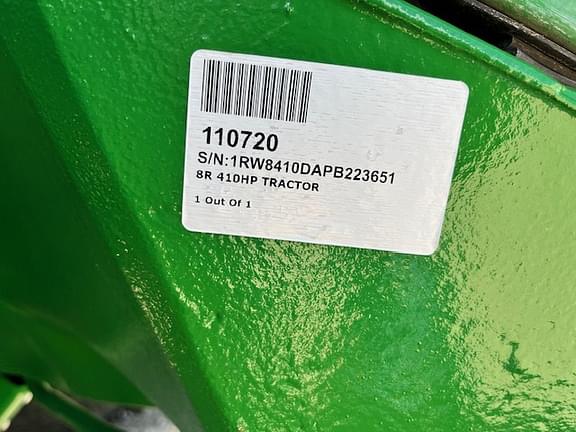 110720
S/N:1RW8410DAPB223651
8R 410HP TRACTOR
1 Out Of 1